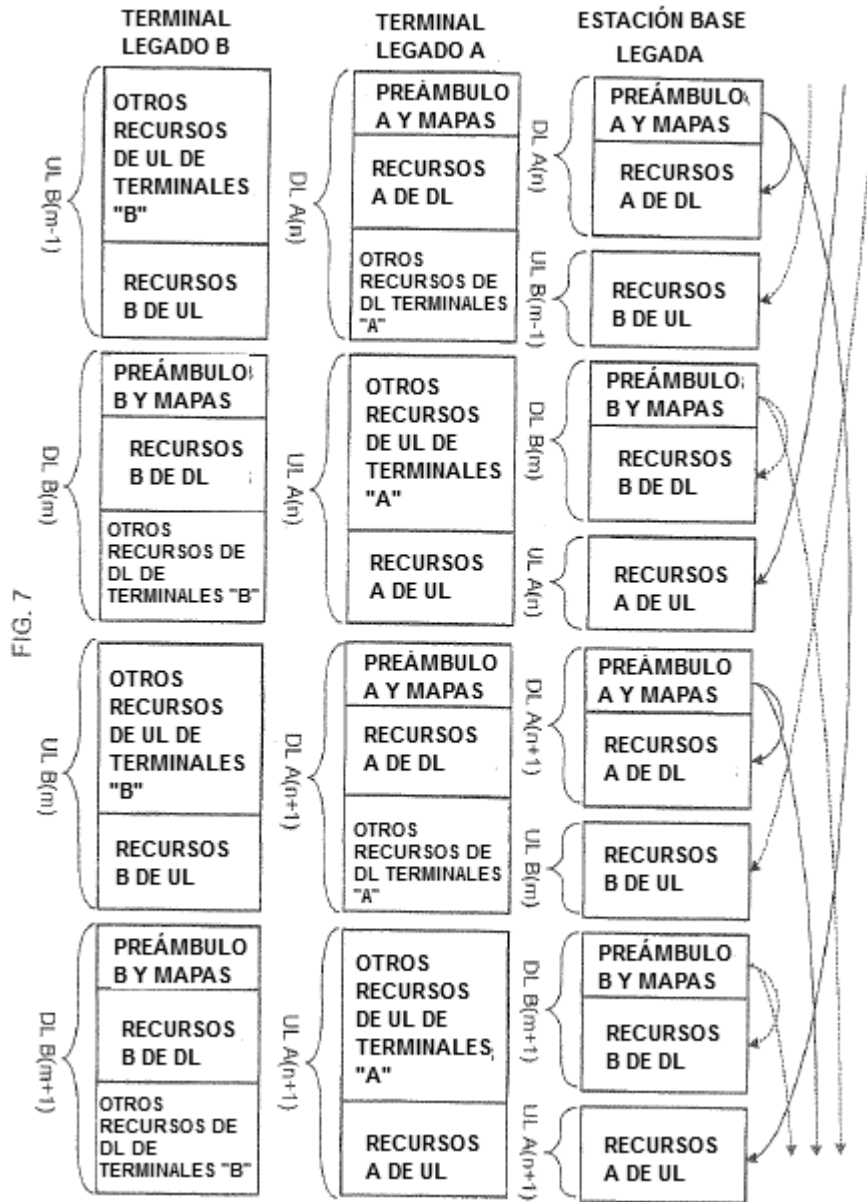 TERMINAL
LEGADO B
OTROS
RECURSOS
DE UL DE
TERMINALES
"B"
RECURSOS
B DE UL
UL B(m-1)
PREÁMBULO
B Y MAPAS
RECURSOS
B DE DL
OTROS
RECURSOS DE
DL DE
TERMINALES "B"
DL B(m)
OTROS
RECURSOS
DE UL DE
TERMINALES
"B"
RECURSOS
B DE UL
UL B(m)
PREÁMBULO
B Y MAPAS
RECURSOS
B DE DL
OTROS
RECURSOS DE
DL DE
TERMINALES "B"
DL B(m+1)
TERMINAL
LEGADO A
PREÁMBULO
A Y MAPAS
RECURSOS
A DE DL
OTROS
RECURSOS DE
DL TERMINALES
"A"
DL A(n)
OTROS
RECURSOS
DE UL DE
TERMINALES
"A"
RECURSOS
A DE UL
UL A(n)
PREÁMBULO
A Y MAPAS
RECURSOS
A DE DL
OTROS
RECURSOS DE
DL TERMINALES
"A"
DL A(n+1)
OTROS
RECURSOS
DE UL DE
TERMINALES
"A"
RECURSOS
A DE UL
UL A(n+1)
ESTACIÓN BASE
LEGADA
PREÁMBULO
A Y MAPAS
RECURSOS
A DE DL
DL A(n)
RECURSOS
B DE UL
UL B(m-1)
PREÁMBULO
B Y MAPAS
RECURSOS
B DE DL
DL B(m)
RECURSOS
A DE UL
UL A(n)
PREÁMBULO
A Y MAPAS
RECURSOS
A DE DL
DL A(n+1)
RECURSOS
B DE UL
UL B(m)
PREÁMBULO
B Y MAPAS
RECURSOS
B DE DL
DL B(m+1)
RECURSOS
A DE UL
UL A(n+1)
FIG. 7